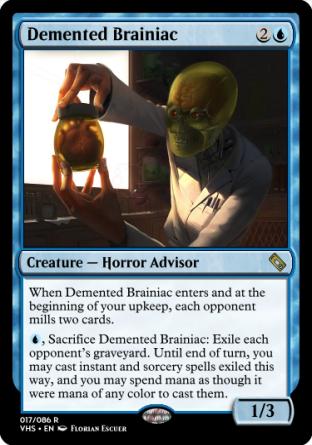 Demented Brainiac 2
Creature — Horror Advisor
When Demented Brainiac enters and at the
beginning of your upkeep, each opponent
mills two cards.
, Sacrifice Demented Brainiac: Exile each
opponent's graveyard. Until end of turn, you
may cast instant and sorcery spells exiled this
way, and you may spend mana as though it
were mana of any color to cast them.
1/3
017/086 R
VHS • EN Florian Escuer